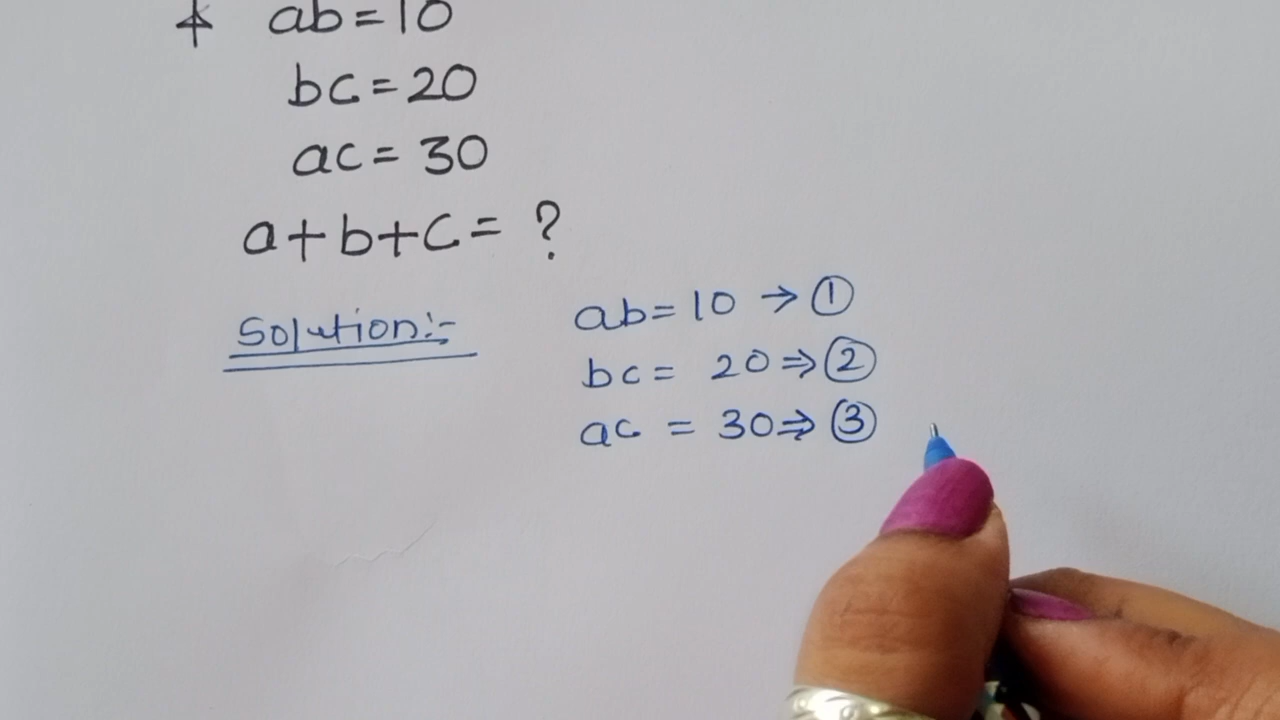 * ab = 10
bc = 20
ac = 30
a+b+c = ?
Solution:-
ab = 10 → ①
bc = 20 ⇒ ②
ac = 30 ⇒ ③